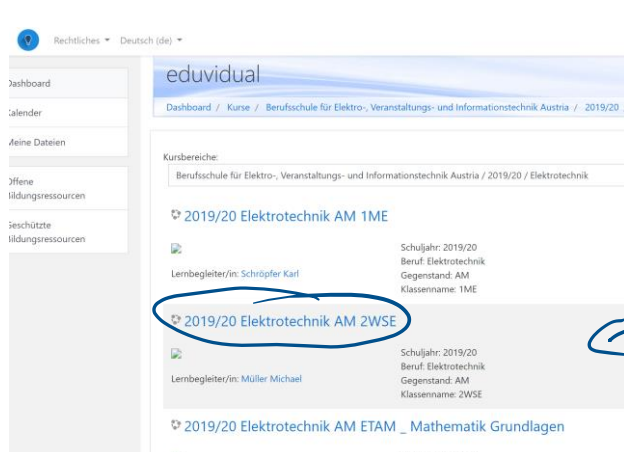 Rechtliches Deutsch (de)
Dashboard
Kalender
Meine Dateien
Offene
Bildungsressourcen
Geschützte
Bildungsressourcen
eduvidual
Dashboard / Kurse / Berufsschule für Elektro-, Veranstaltungs- und Informationstechnik Austria / 2019/20
Kursbereiche:
Berufsschule für Elektro-, Veranstaltungs- und Informationstechnik Austria / 2019/20 / Elektrotechnik
2019/20 Elektrotechnik AM 1ME
Lernbegleiter/in: Schröpfer Karl
Schuljahr: 2019/20
Beruf: Elektrotechnik
Gegenstand: AM
Klassenname: 1ME
2019/20 Elektrotechnik AM 2WSE
Lernbegleiter/in: Müller Michael
Schuljahr: 2019/20
Beruf: Elektrotechnik
Gegenstand: AM
Klassenname: 2WSE
2019/20 Elektrotechnik AM ETAM _ Mathematik Grundlagen